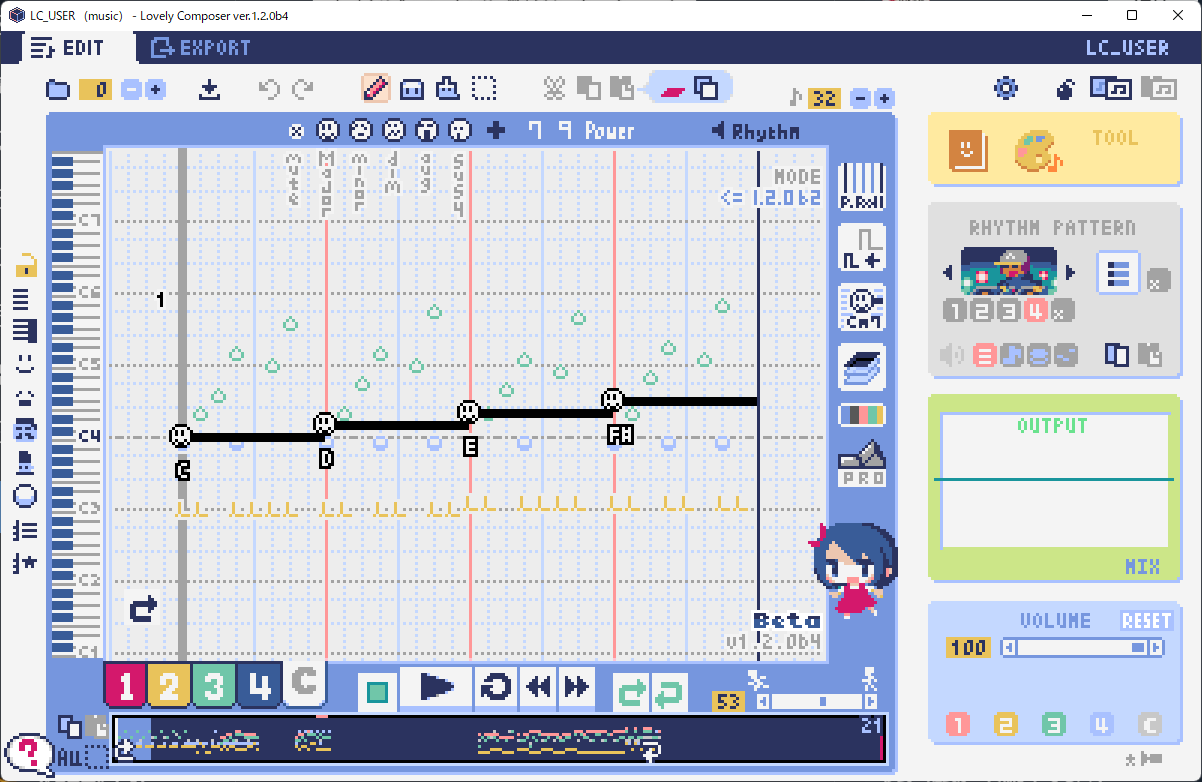 LC_USER (music) - Lovely Composer ver.1.2.0b4
EDIT
EXPORT
LC_USER
0
32
7 9 Power
Rhythm
mute
Major
minor
dim
aug
sus4
MODE
<= 1.2.0b2
P.Roll
CM7
PRO
C7
C6
C5
C4
C3
C2
C1
1
C
D
E
F#
Beta
v1.2.0b4
TOOL
RHYTHM PATTERN
x
1 2 3 4 x
OUTPUT
MIX
VOLUME
RESET
100
1 2 3 4 C
1 2 3 4 C
53
21
ALL
?